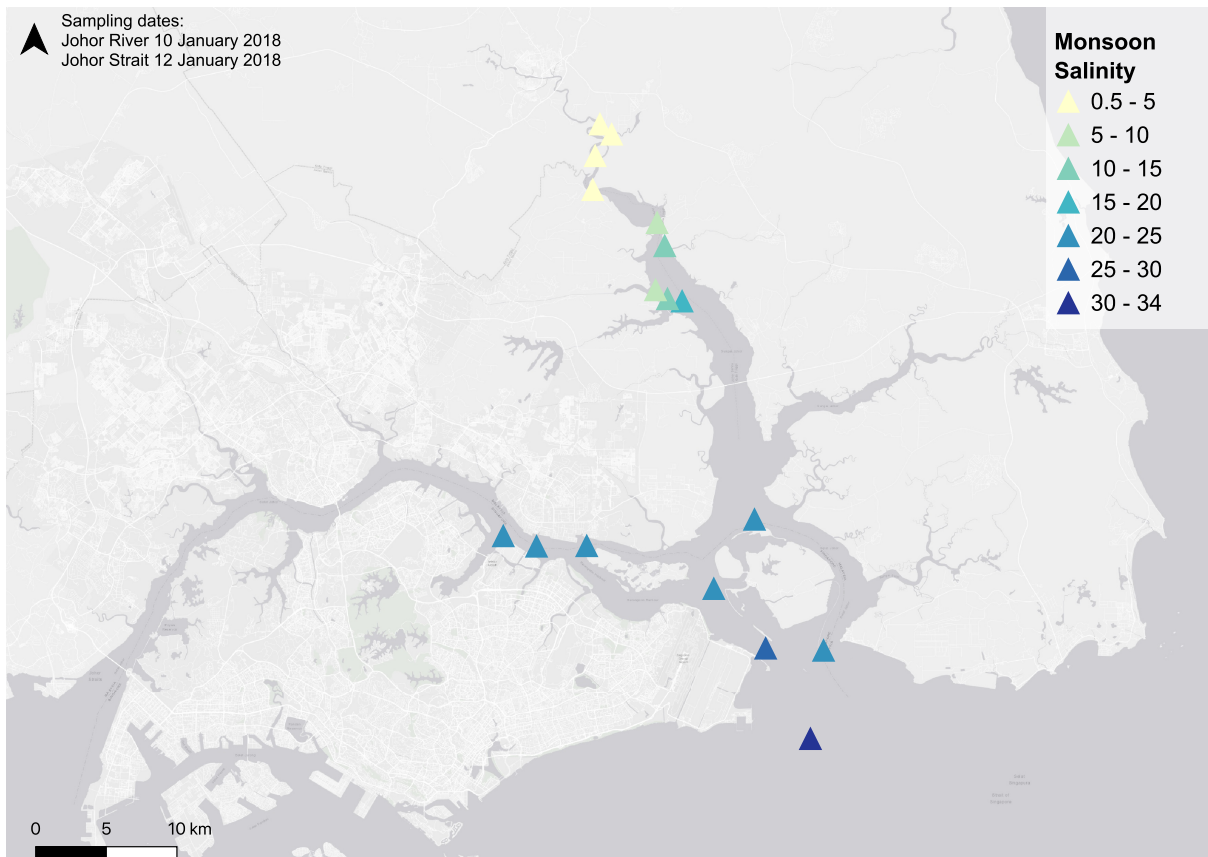 Sampling dates:
Johor River 10 January 2018
Johor Strait 12 January 2018
Monsoon
Salinity
0.5 - 5
5 - 10
10 - 15
15 - 20
20 - 25
25 - 30
30 - 34
0 5 10 km